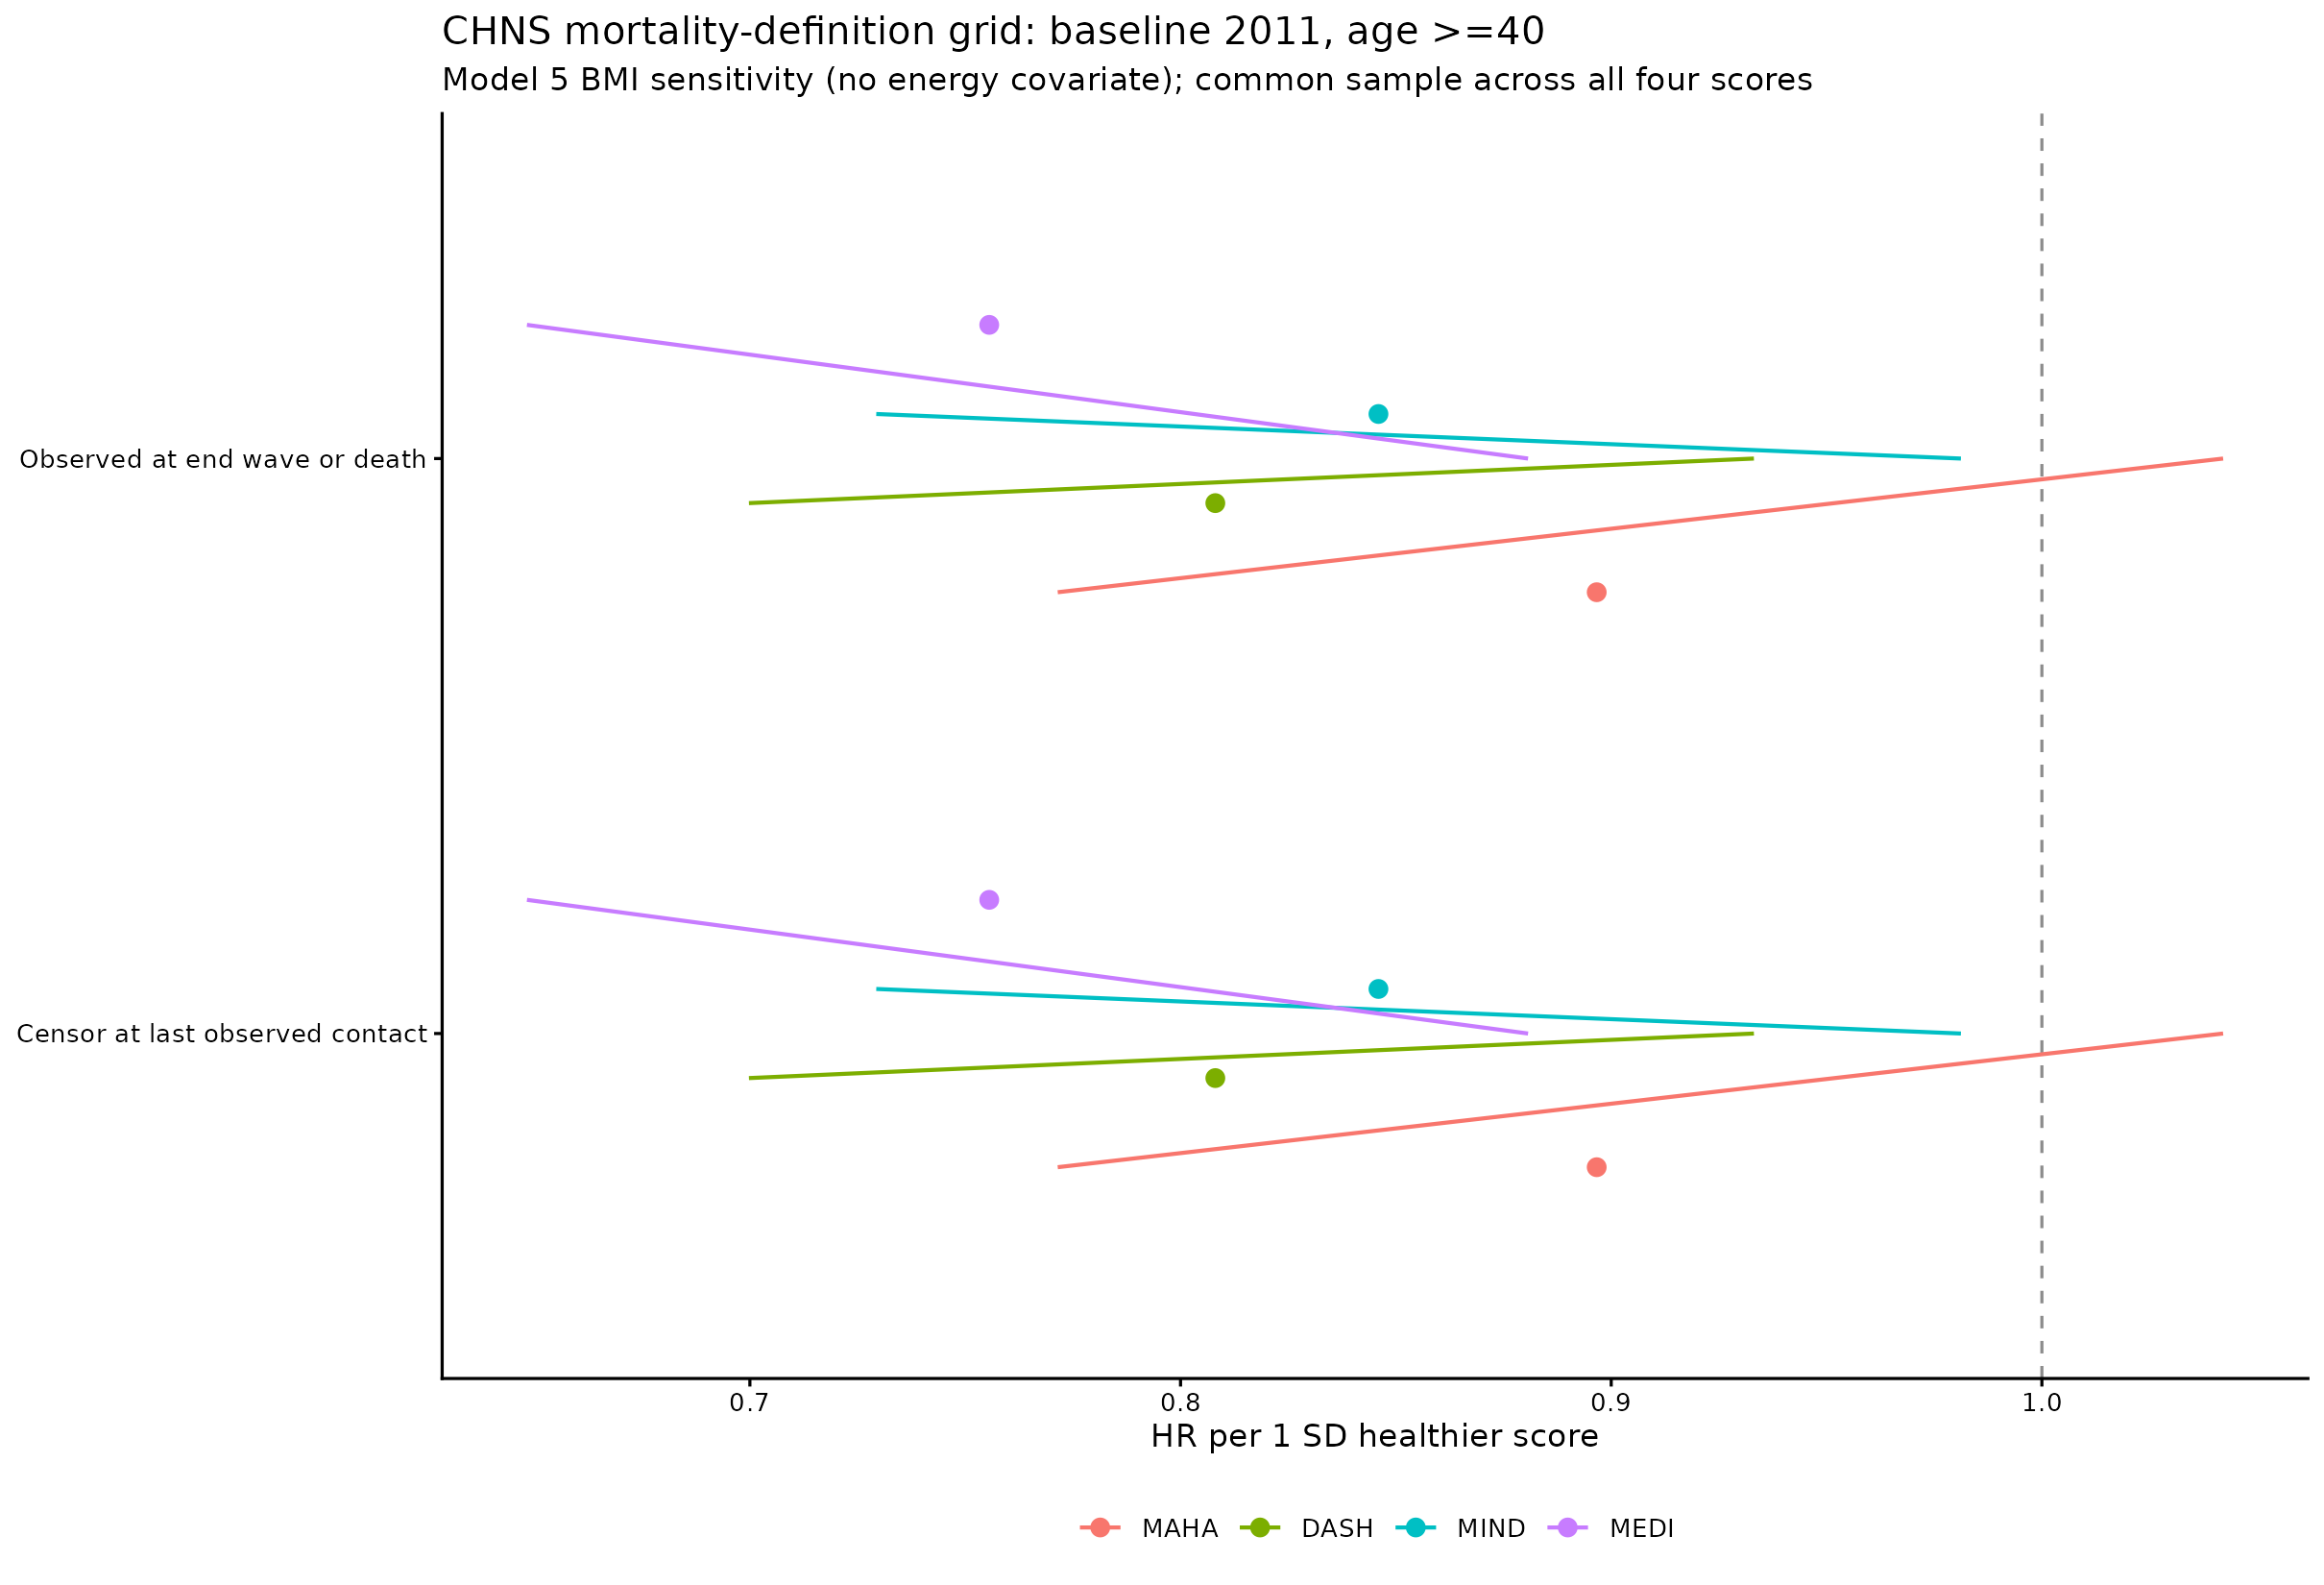 CHNS mortality-definition grid: baseline 2011, age >=40
Model 5 BMI sensitivity (no energy covariate); common sample across all four scores
Observed at end wave or death
Censor at last observed contact
0.7 0.8 0.9 1.0
HR per 1 SD healthier score
MAHA DASH MIND MEDI